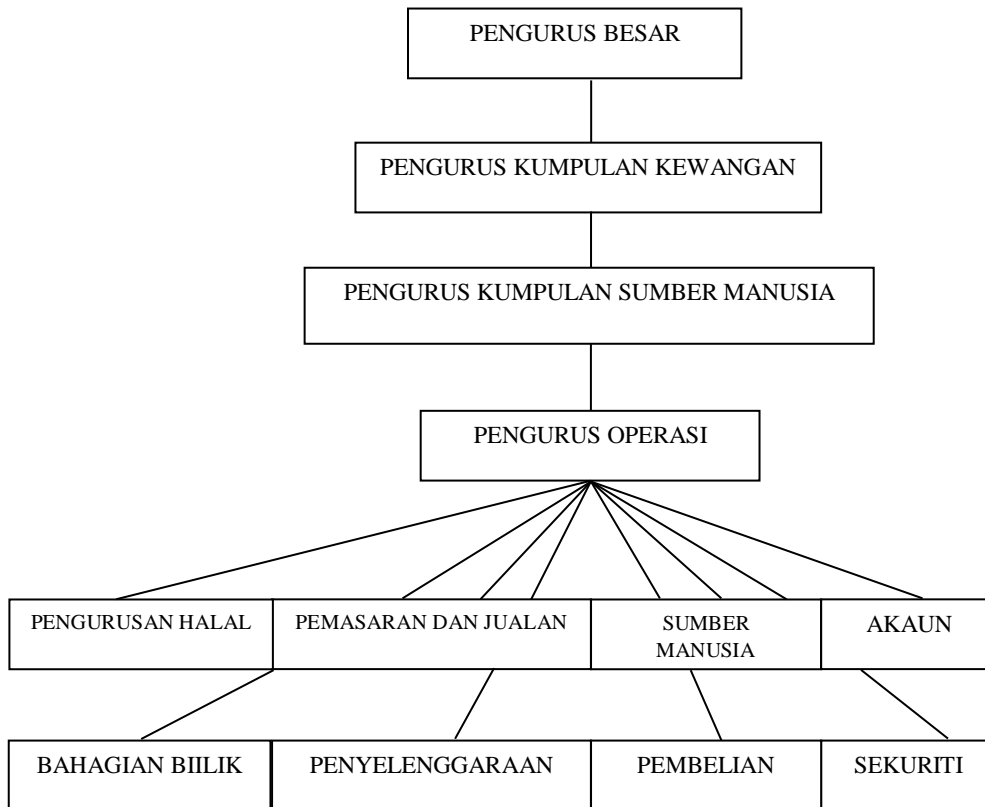 PENGURUS BESAR
PENGURUS KUMPULAN KEWANGAN
PENGURUS KUMPULAN SUMBER MANUSIA
PENGURUS OPERASI
PENGURUSAN HALAL
PEMASARAN DAN JUALAN
SUMBER
MANUSIA
AKAUN
BAHAGIAN BIILIK
PENYELENGGARAAN
PEMBELIAN
SEKURITI